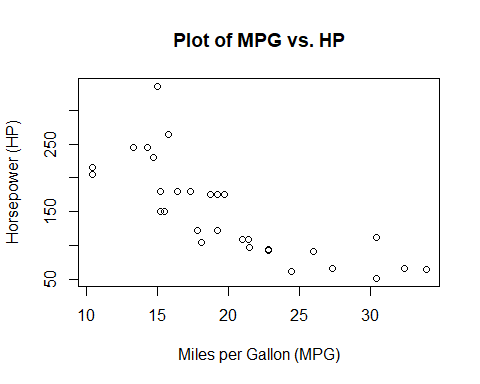 Plot of MPG vs. HP
Horsepower (HP)
250
150
50
10 15 20 25 30
Miles per Gallon (MPG)